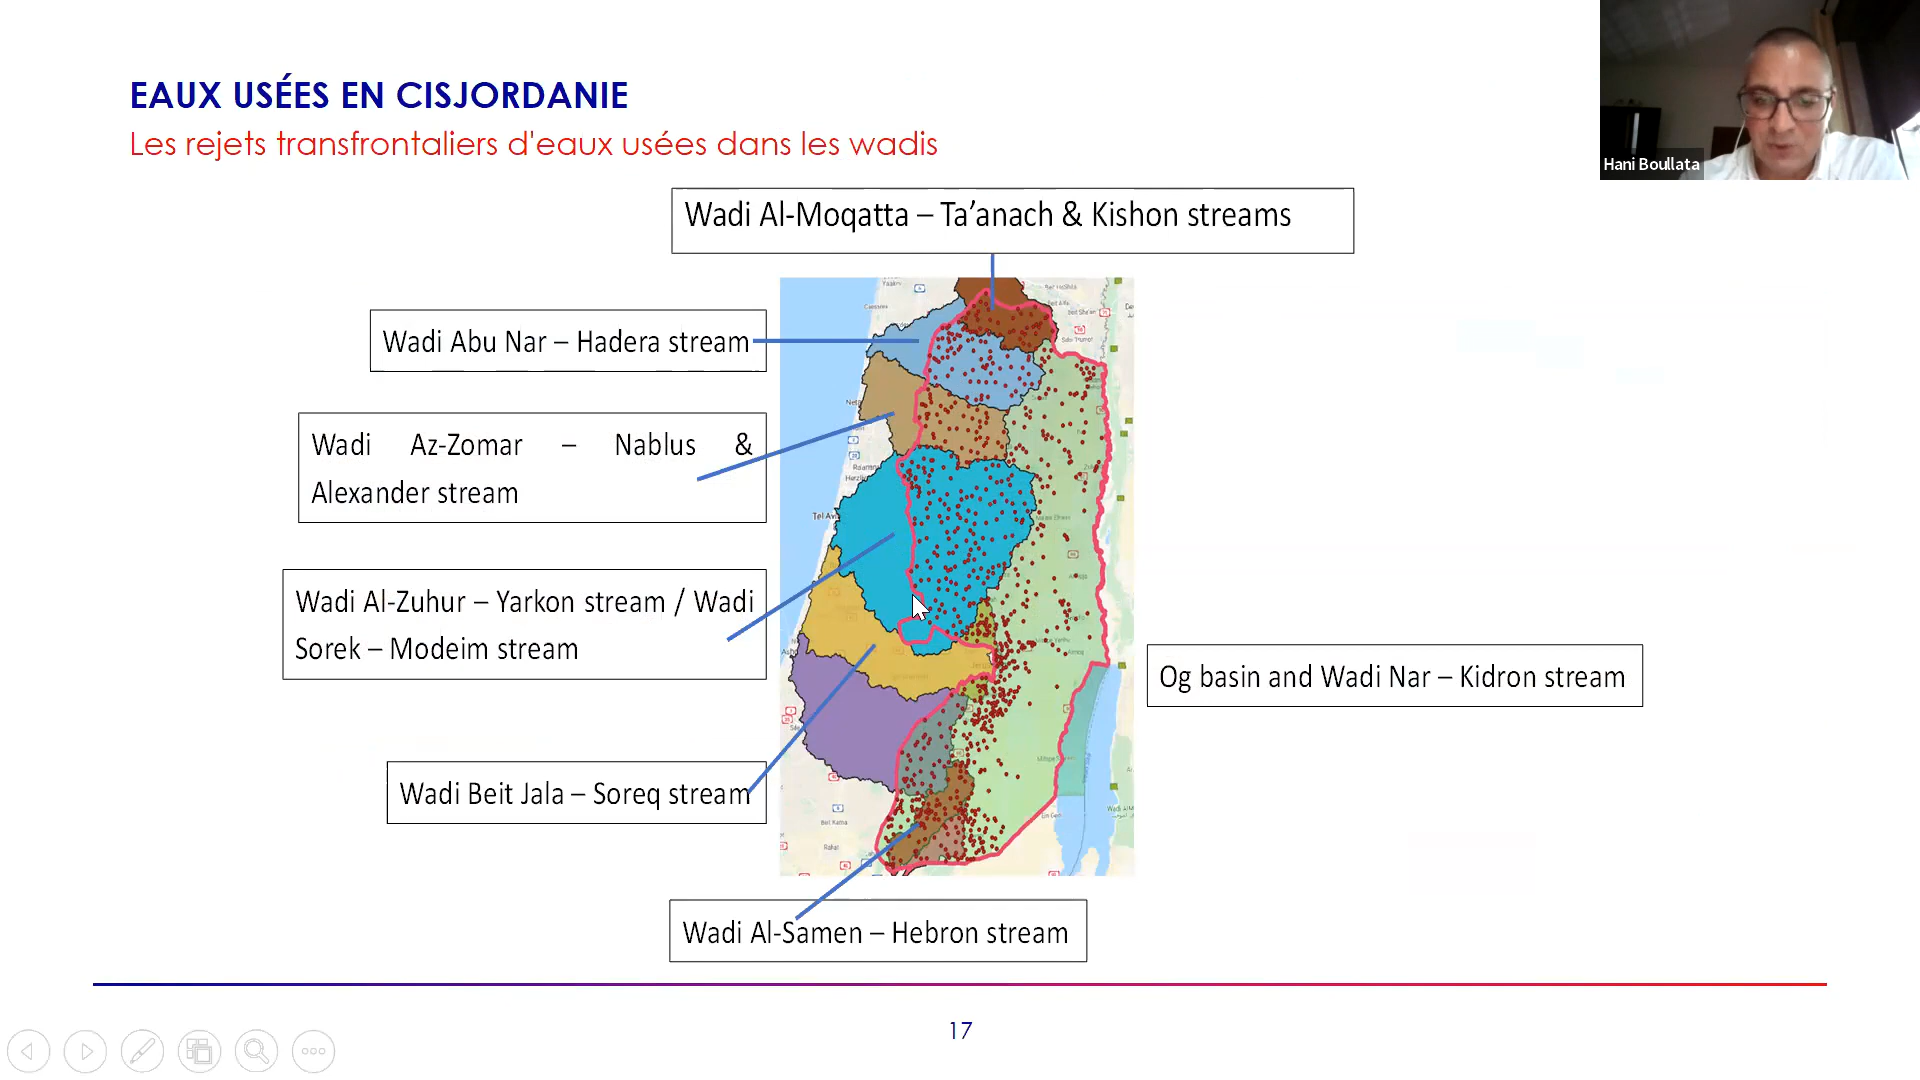 EAUX USÉES EN CISJORDANIE
Les rejets transfrontaliers d'eaux usées dans les wadis
Hani Boullata
Wadi Al-Moqatta – Ta’anach & Kishon streams
Wadi Abu Nar – Hadera stream
Wadi Az-Zomar – Nablus &
Alexander stream
Wadi Al-Zuhur – Yarkon stream / Wadi
Sorek – Modeim stream
Og basin and Wadi Nar – Kidron stream
Wadi Beit Jala – Soreq stream
Wadi Al-Samen – Hebron stream
17